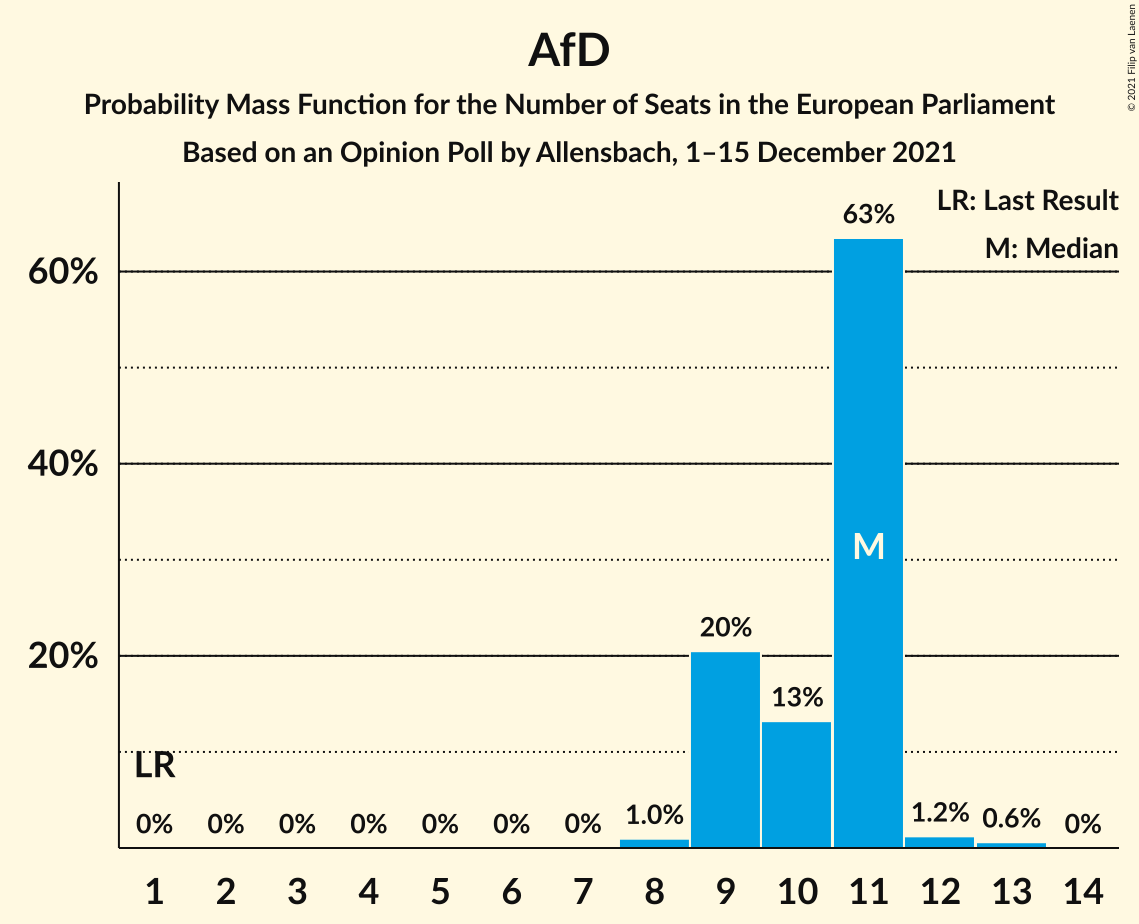 AfD
Probability Mass Function for the Number of Seats in the European Parliament
Based on an Opinion Poll by Allensbach, 1–15 December 2021
© 2021 Filip van Laenen
LR: Last Result
M: Median
63%
60%
40%
M
20%
20%
13%
LR
0% 0% 0% 0% 0% 0% 0% 1.0% 1.2% 0.6% 0%
1 2 3 4 5 6 7 8 9 10 11 12 13 14